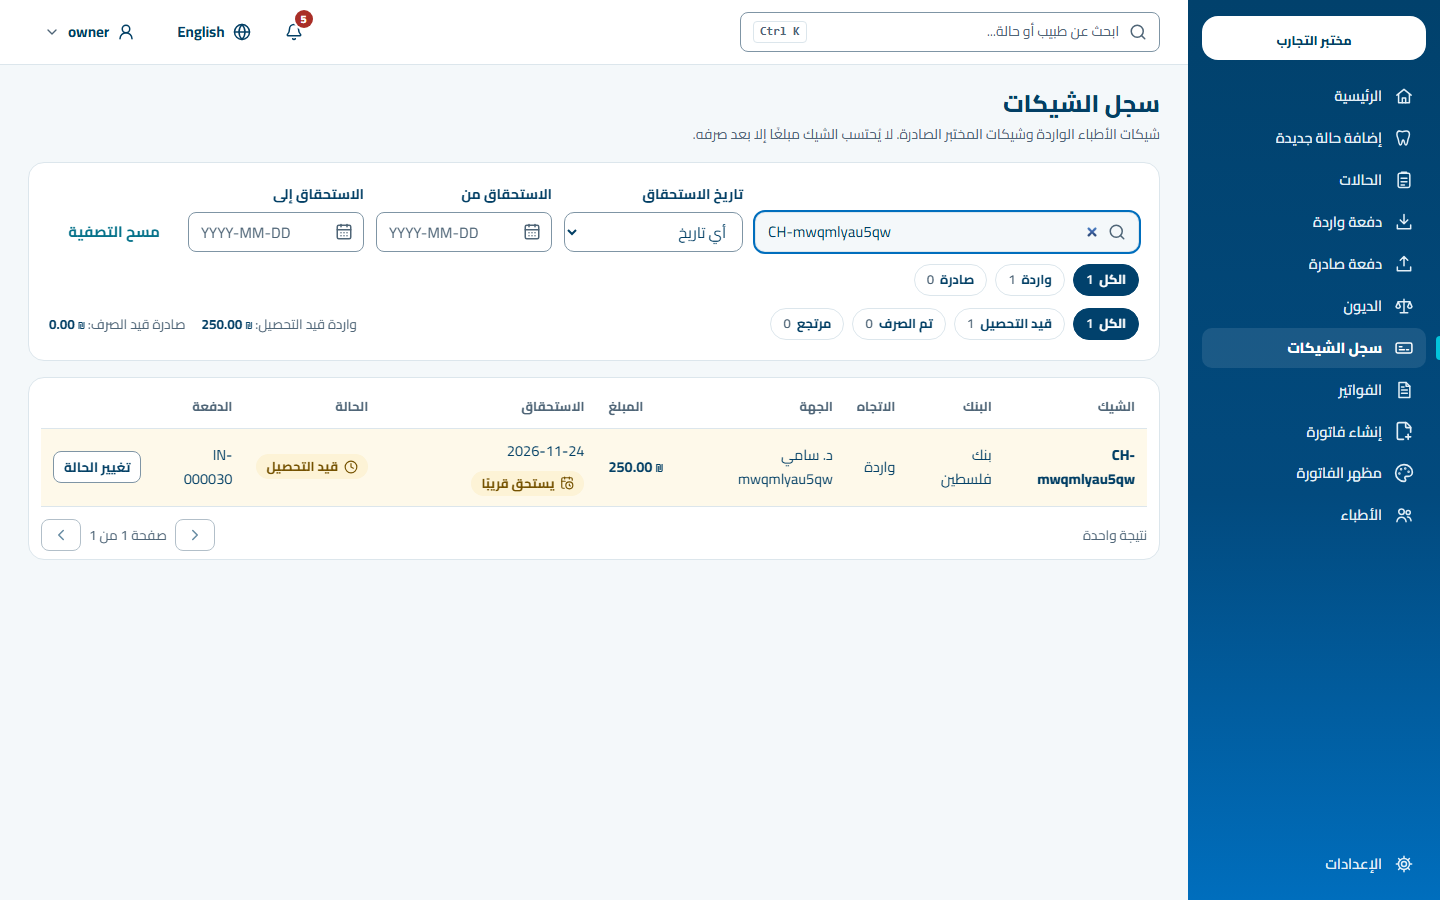 مختبر التجارب
الرئيسية
إضافة حالة جديدة
الحالات
دفعة واردة
دفعة صادرة
الديون
سجل الشيكات
الفواتير
إنشاء فاتورة
مظهر الفاتورة
الأطباء
الإعدادات
ابحث عن طبيب أو حالة...
Ctrl K
5
English
owner
سجل الشيكات
شيكات الأطباء الواردة وشيكات المختبر الصادرة. لا يُحتسب الشيك مبلغًا إلا بعد صرفه.
تاريخ الاستحقاق
الاستحقاق من
الاستحقاق إلى
CH-mwqmlyau5qw
أي تاريخ
YYYY-MM-DD
YYYY-MM-DD
مسح التصفية
الكل 1
واردة 1
صادرة 0
الكل 1
قيد التحصيل 1
تم الصرف 0
مرتجع 0
واردة قيد التحصيل: ₪ 250.00
صادرة قيد الصرف: ₪ 0.00
الشيك
البنك
الاتجاه
الجهة
المبلغ
الاستحقاق
الحالة
الدفعة
CH-
mwqmlyau5qw
بنك
فلسطين
واردة
د. سامي
mwqmlyau5qw
₪ 250.00
2026-11-24
يستحق قريبًا
قيد التحصيل
IN-
000030
تغيير الحالة
نتيجة واحدة
صفحة 1 من 1